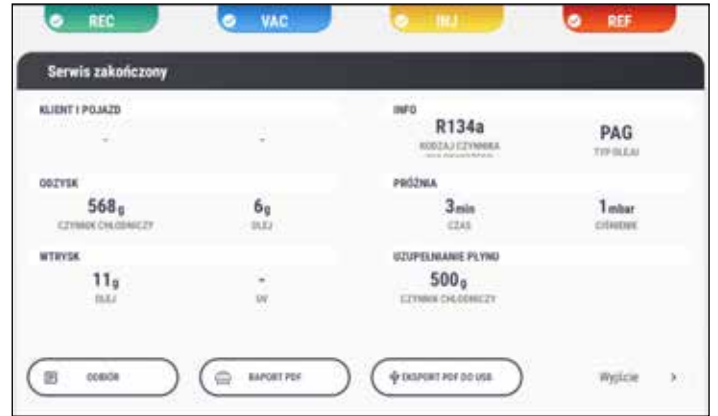 REC VAC INJ REF
Serwis zakończony
KLIENT I POJAZD INFO
- - R134a PAG
RODZAJ CZYNNIKA TYP OLEJU
ODZYSK PRÓŻNIA
568g 6g 3min 1mbar
CZYNNIK CHŁODNICZY OLEJ CZAS CIŚNIENIE
WTRYSK UZUPEŁNIANIE PŁYNU
11g - 500g
OLEJ UV CZYNNIK CHŁODNICZY
ODBIÓR RAPORT PDF EKSPORT PDF DO USB Wyjście >